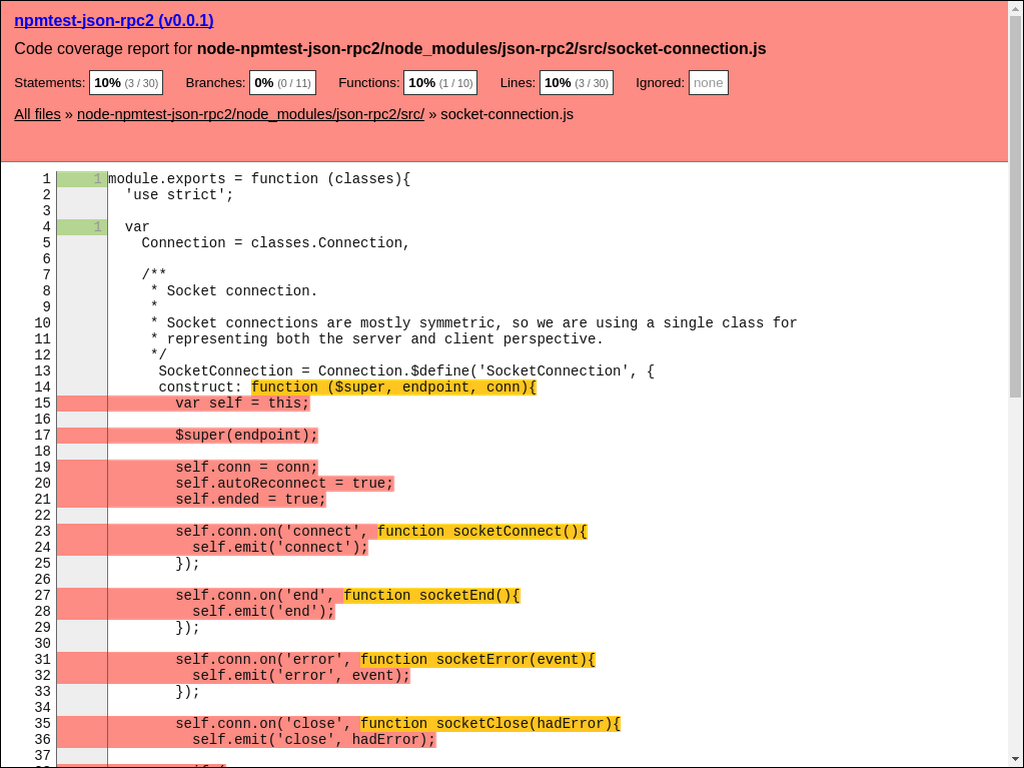 npmtest-json-rpc2 (v0.0.1)
Code coverage report for node-npmtest-json-rpc2/node_modules/json-rpc2/src/socket-connection.js
Statements: 10% (3 / 30) Branches: 0% (0 / 11) Functions: 10% (1 / 10) Lines: 10% (3 / 30) Ignored: none
All files » node-npmtest-json-rpc2/node_modules/json-rpc2/src/ » socket-connection.js
1 1 module.exports = function (classes){
2 'use strict';
3
4 1 var
5 Connection = classes.Connection,
6
7 /**
8 * Socket connection.
9 *
10 * Socket connections are mostly symmetric, so we are using a single class for
11 * representing both the server and client perspective.
12 */
13 SocketConnection = Connection.$define('SocketConnection', {
14 construct: function ($super, endpoint, conn){
15 var self = this;
16
17 $super(endpoint);
18
19 self.conn = conn;
20 self.autoReconnect = true;
21 self.ended = true;
22
23 self.conn.on('connect', function socketConnect(){
24 self.emit('connect');
25 });
26
27 self.conn.on('end', function socketEnd(){
28 self.emit('end');
29 });
30
31 self.conn.on('error', function socketError(event){
32 self.emit('error', event);
33 });
34
35 self.conn.on('close', function socketClose(hadError){
36 self.emit('close', hadError);
37